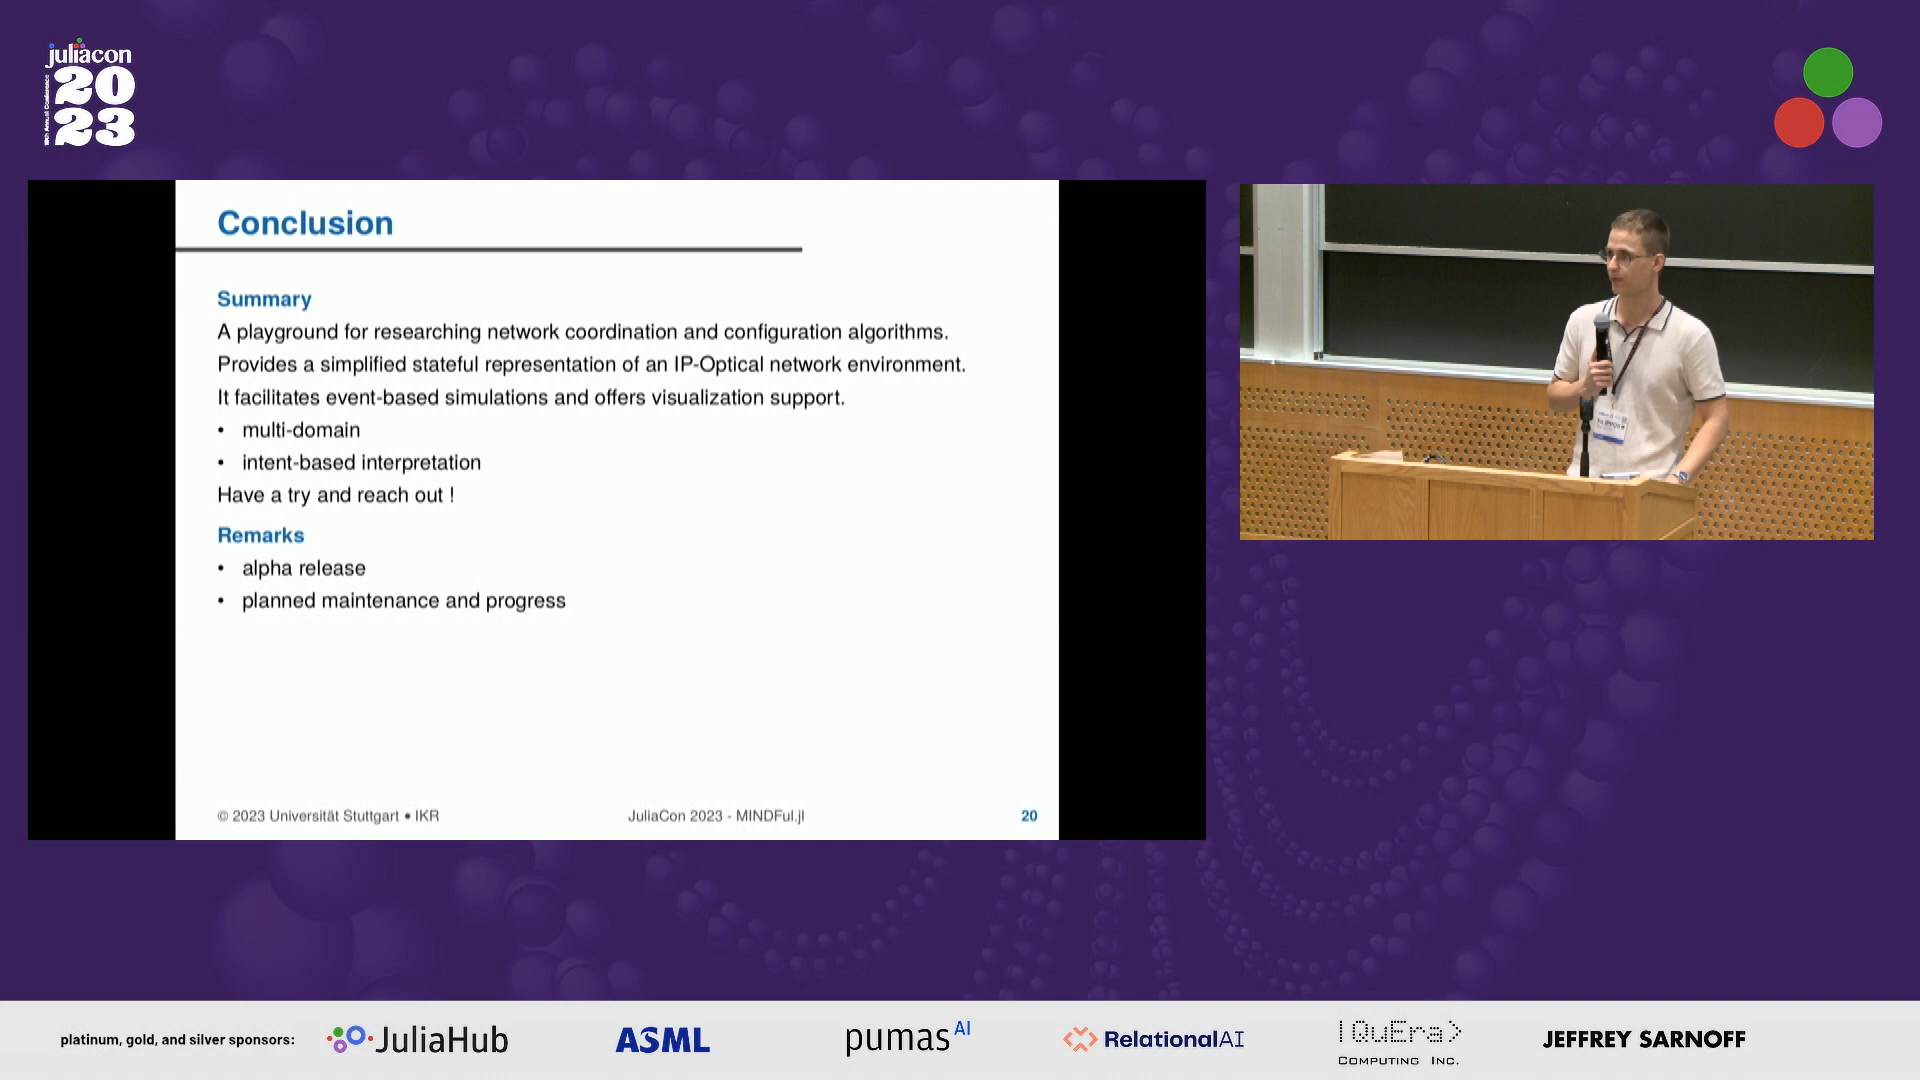 juliacon
20
23
Conclusion
Summary
A playground for researching network coordination and configuration algorithms.
Provides a simplified stateful representation of an IP-Optical network environment.
It facilitates event-based simulations and offers visualization support.
• multi-domain
• intent-based interpretation
Have a try and reach out !
Remarks
• alpha release
• planned maintenance and progress
© 2023 Universität Stuttgart • IKR
JuliaCon 2023 - MINDFul.jl
20
platinum, gold, and silver sponsors:
JuliaHub
ASML
pumasAI
RelationalAI
|QuEra>
COMPUTING INC.
JEFFREY SARNOFF